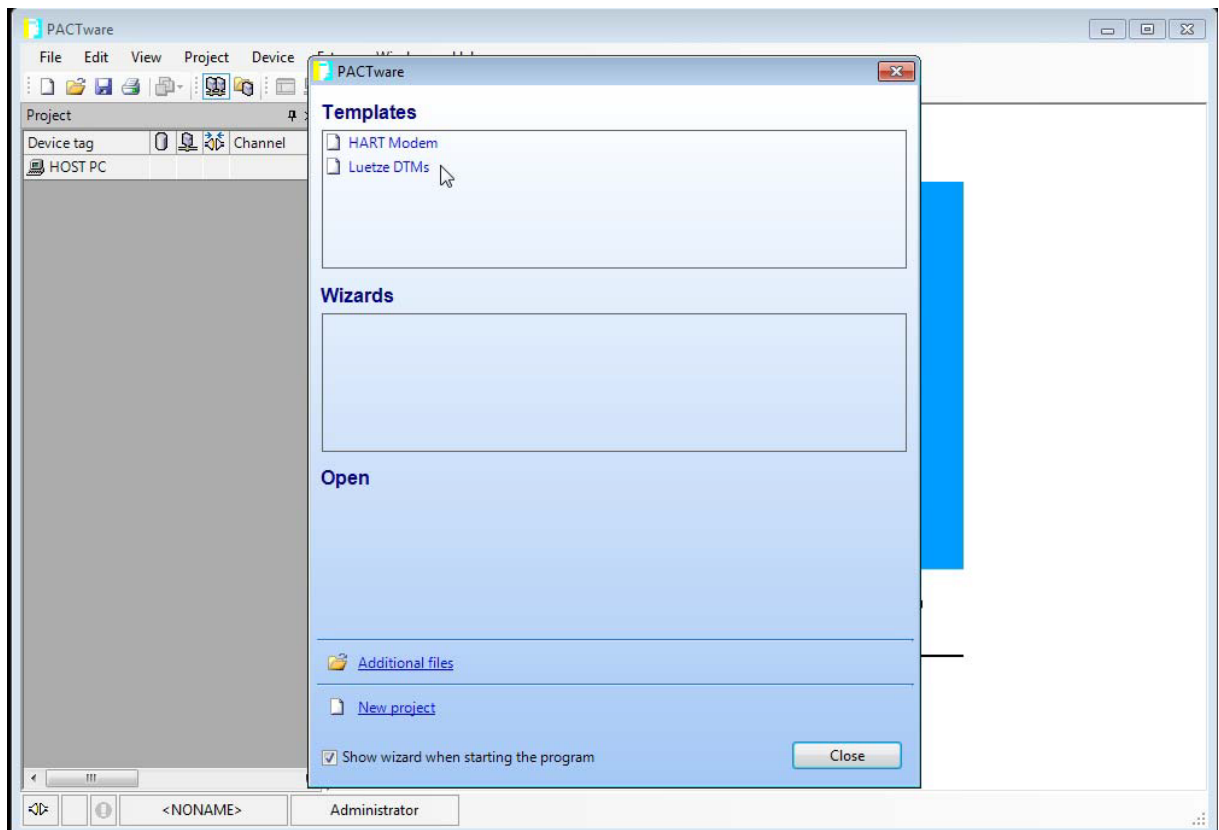 PACTware
File Edit View Project Device
PACTware
Project
Device tag Channel
HOST PC
Templates
HART Modem
Luetze DTMs
Wizards
Open
Additional files
New project
Show wizard when starting the program
Close
<NONAME> Administrator